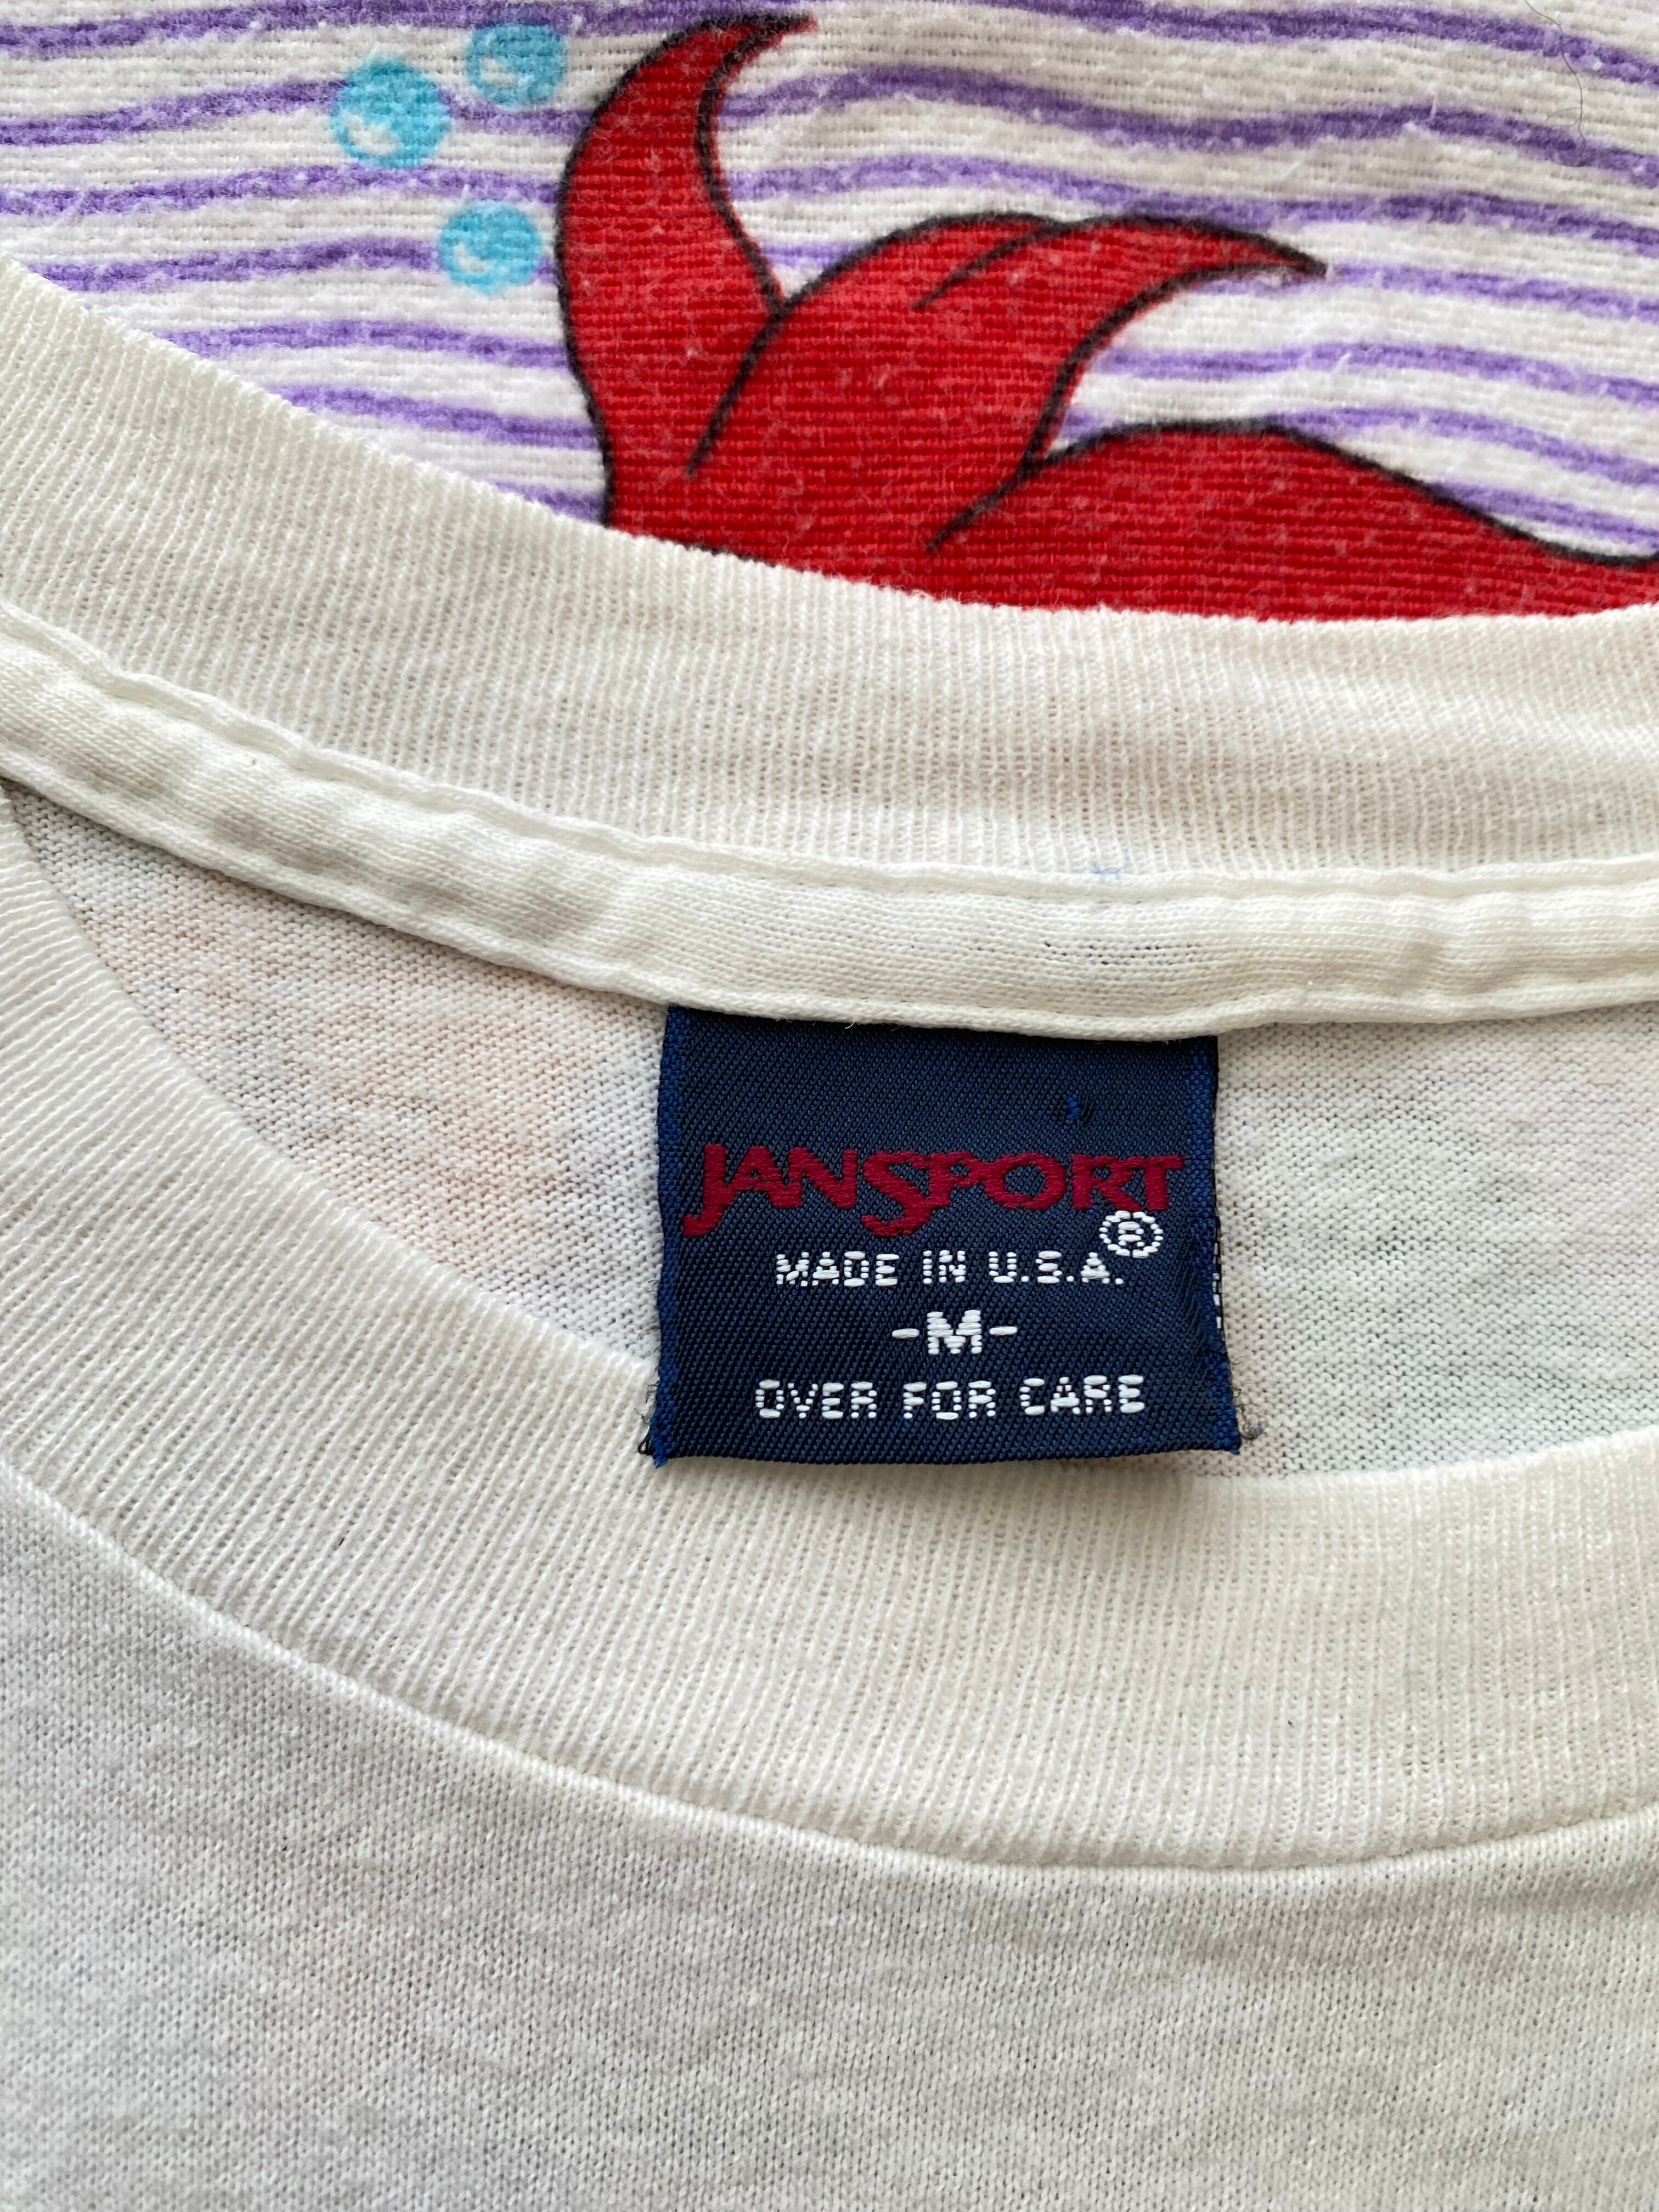 JANSPORT
®
MADE IN U.S.A.
-M-
OVER FOR CARE